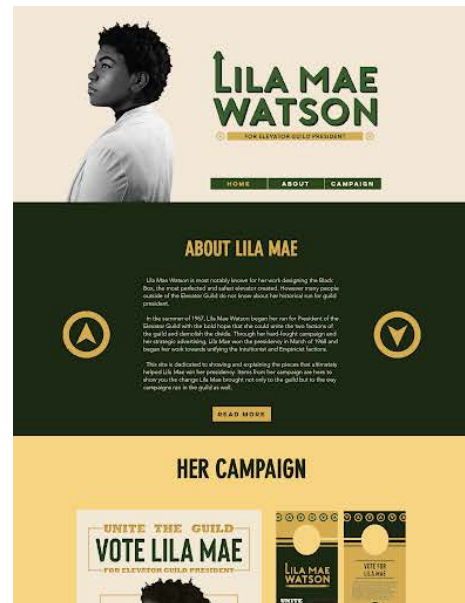 LILA MAE
WATSON
FOR ELEVATOR GUILD PRESIDENT
HOME ABOUT CAMPAIGN
ABOUT LILA MAE
Lila Mae Watson is most notably known for her work designing the Black
Box, the most perfected and safest elevator created. However many people
outside of the Elevator Guild do not know about her historical run for guild
president.
In the summer of 1967, Lila Mae Watson began her run for President of the
Elevator Guild with the bold hope that she could unite the two factions of
the guild and demolish the divide. Through her hard-fought campaign and
her strategic advertising, Lila Mae won the presidency in March of 1968 and
began her work towards unifying the Intuitionist and Empiricist factions.
This site is dedicated to showing and explaining the pieces that ultimately
helped Lila Mae win her presidency. Items from her campaign are here to
show you the change Lila Mae brought not only to the guild but to the way
campaigns ran in the guild as well.
READ MORE
HER CAMPAIGN
UNITE THE GUILD
VOTE LILA MAE
FOR ELEVATOR GUILD PRESIDENT
LILA MAE
WATSON
UNITE
VOTE FOR
LILA MAE